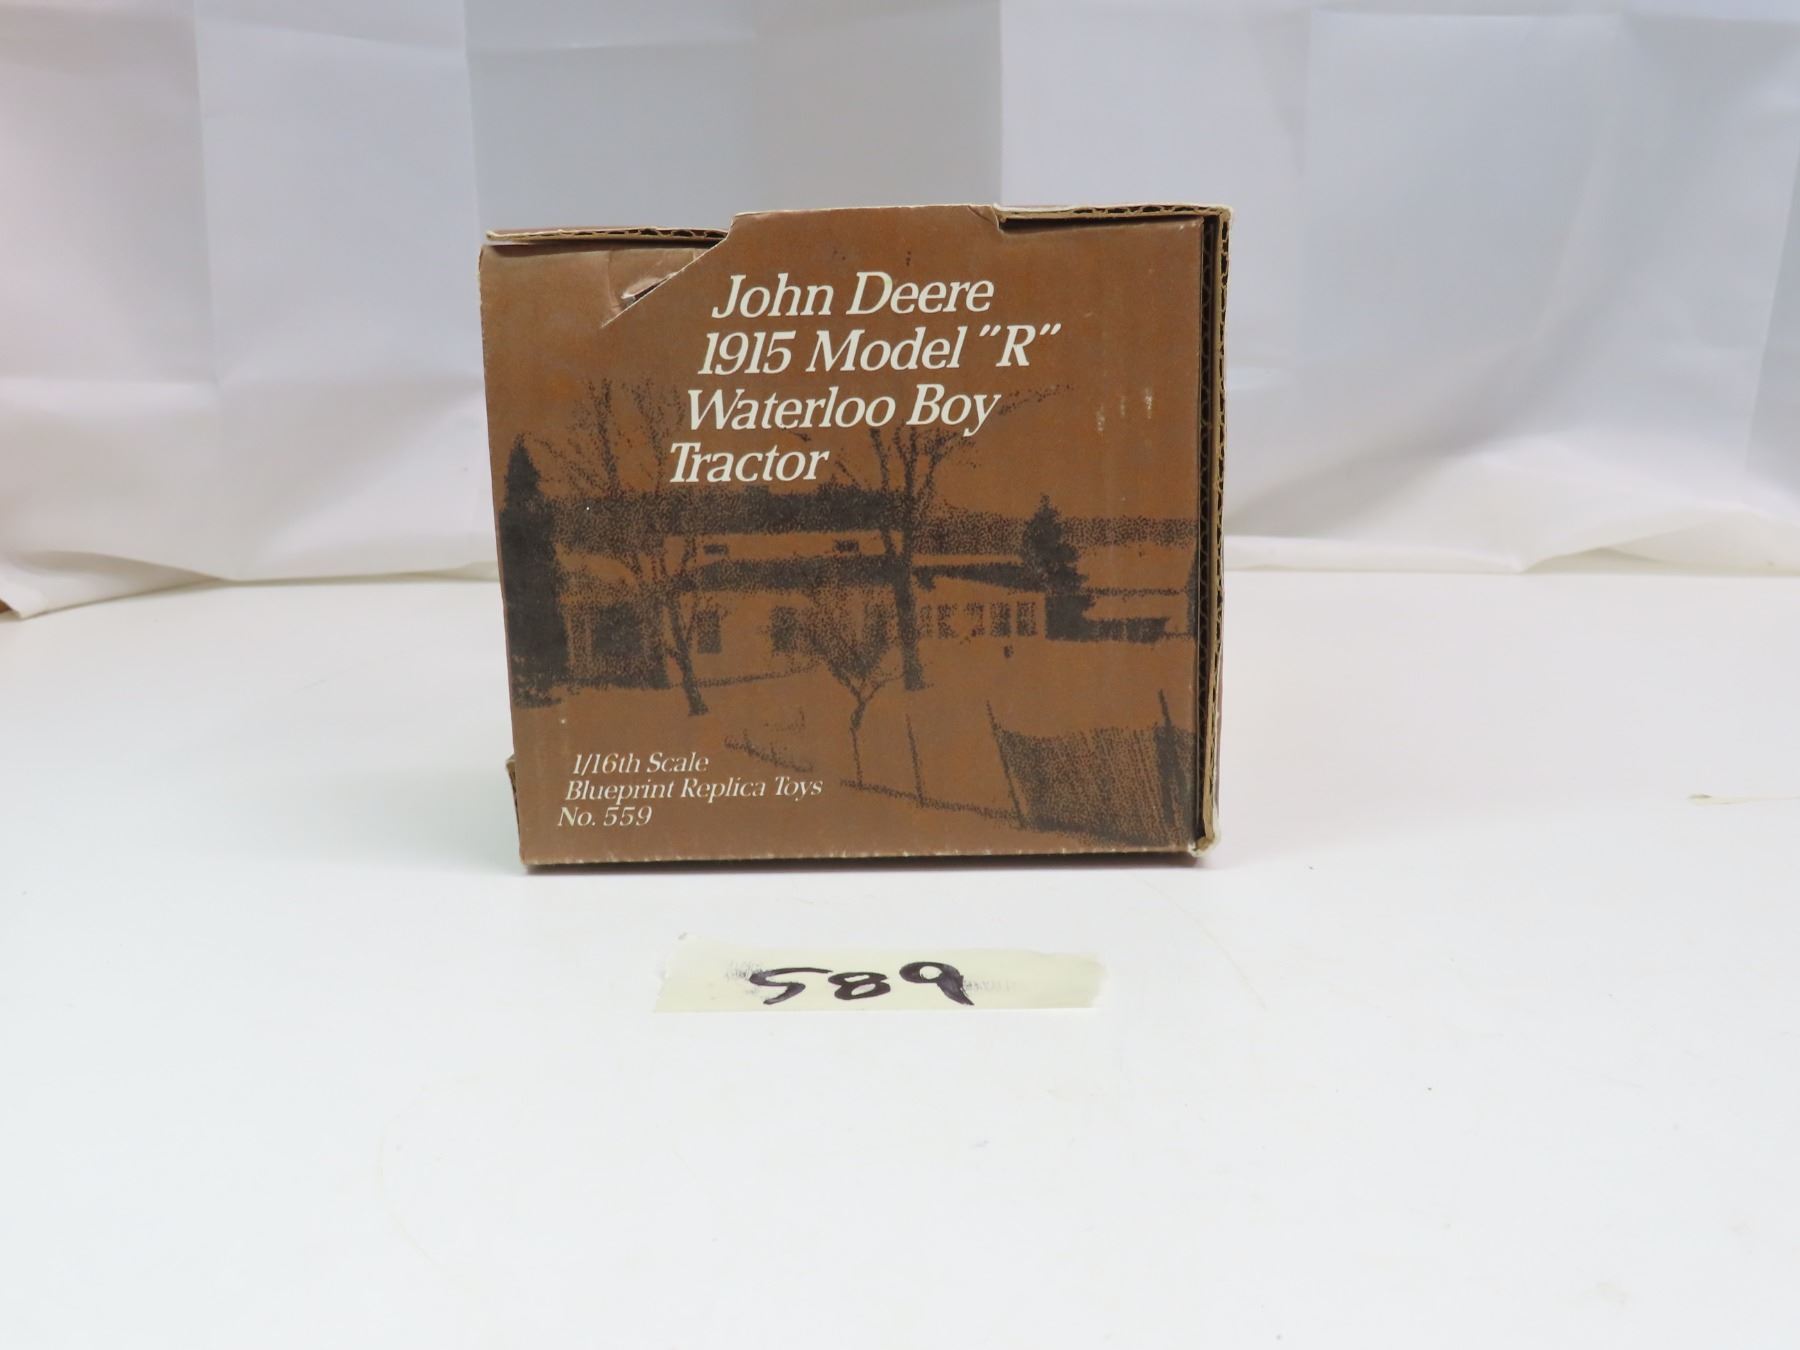 John Deere
1915 Model "R"
Waterloo Boy
Tractor
1/16th Scale
Blueprint Replica Toys
No. 559
589